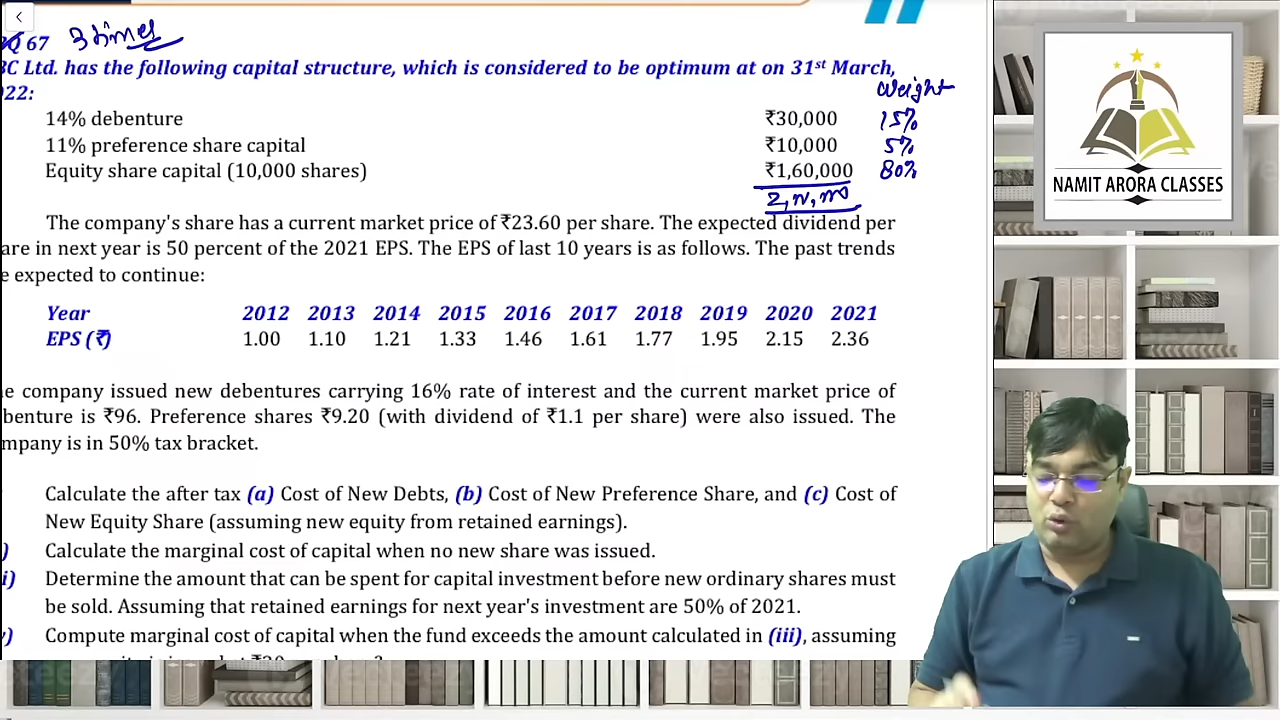 Q 67 3 times
BC Ltd. has the following capital structure, which is considered to be optimum at on 31st March,
22:
Weight
14% debenture ₹30,000 15%
11% preference share capital ₹10,000 5%
Equity share capital (10,000 shares) ₹1,60,000 80%
The company's share has a current market price of ₹23.60 per share. The expected dividend per
are in next year is 50 percent of the 2021 EPS. The EPS of last 10 years is as follows. The past trends
e expected to continue:
Year 2012 2013 2014 2015 2016 2017 2018 2019 2020 2021
EPS (₹) 1.00 1.10 1.21 1.33 1.46 1.61 1.77 1.95 2.15 2.36
e company issued new debentures carrying 16% rate of interest and the current market price of
benture is ₹96. Preference shares ₹9.20 (with dividend of ₹1.1 per share) were also issued. The
mpany is in 50% tax bracket.
Calculate the after tax (a) Cost of New Debts, (b) Cost of New Preference Share, and (c) Cost of
New Equity Share (assuming new equity from retained earnings).
) Calculate the marginal cost of capital when no new share was issued.
i) Determine the amount that can be spent for capital investment before new ordinary shares must
be sold. Assuming that retained earnings for next year's investment are 50% of 2021.
) Compute marginal cost of capital when the fund exceeds the amount calculated in (iii), assuming
NAMIT ARORA CLASSES